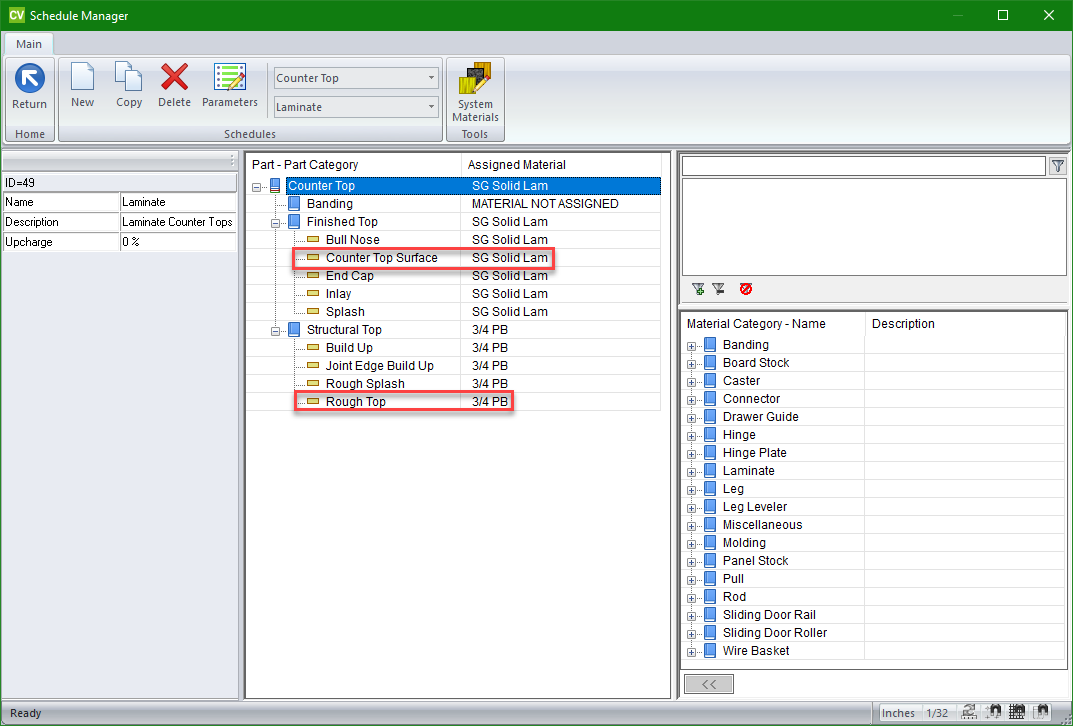 CV Schedule Manager
Main
Return
New
Copy
Delete
Parameters
Counter Top
Laminate
System
Materials
Home
Schedules
Tools
ID=49
Name Laminate
Description Laminate Counter Tops
Upcharge 0 %
Part - Part Category Assigned Material
Counter Top SG Solid Lam
Banding MATERIAL NOT ASSIGNED
Finished Top SG Solid Lam
Bull Nose SG Solid Lam
Counter Top Surface SG Solid Lam
End Cap SG Solid Lam
Inlay SG Solid Lam
Splash SG Solid Lam
Structural Top 3/4 PB
Build Up 3/4 PB
Joint Edge Build Up 3/4 PB
Rough Splash 3/4 PB
Rough Top 3/4 PB
Material Category - Name Description
Banding
Board Stock
Caster
Connector
Drawer Guide
Hinge
Hinge Plate
Laminate
Leg
Leg Leveler
Miscellaneous
Molding
Panel Stock
Pull
Rod
Sliding Door Rail
Sliding Door Roller
Wire Basket
<<
Ready
Inches 1/32